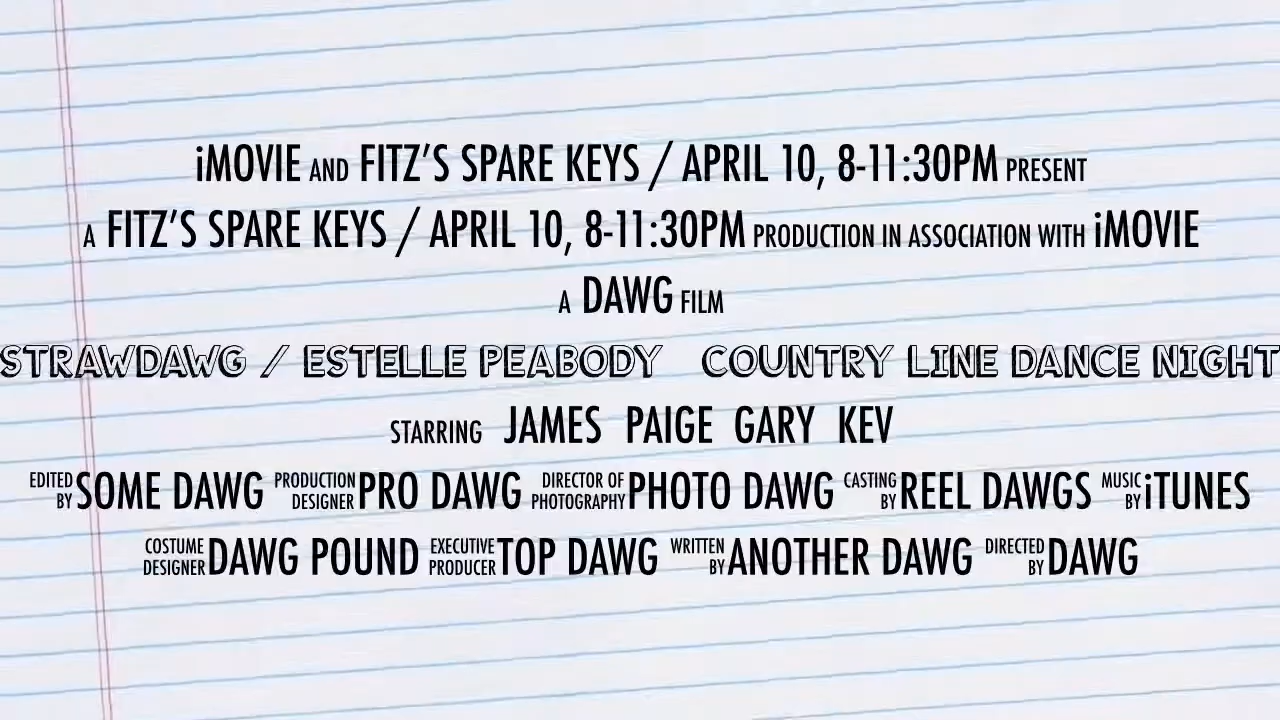 iMOVIE AND FITZ'S SPARE KEYS / APRIL 10, 8-11:30PM PRESENT
A FITZ'S SPARE KEYS / APRIL 10, 8-11:30PM PRODUCTION IN ASSOCIATION WITH iMOVIE
A DAWG FILM
STRAWDAWG / ESTELLE PEABODY COUNTRY LINE DANCE NIGHT
STARRING JAMES PAIGE GARY KEV
EDITED BY SOME DAWG PRODUCTION DESIGNER PRO DAWG DIRECTOR OF PHOTOGRAPHY PHOTO DAWG CASTING BY REEL DAWGS MUSIC BY iTUNES
COSTUME DESIGNER DAWG POUND EXECUTIVE PRODUCER TOP DAWG WRITTEN BY ANOTHER DAWG DIRECTED BY DAWG